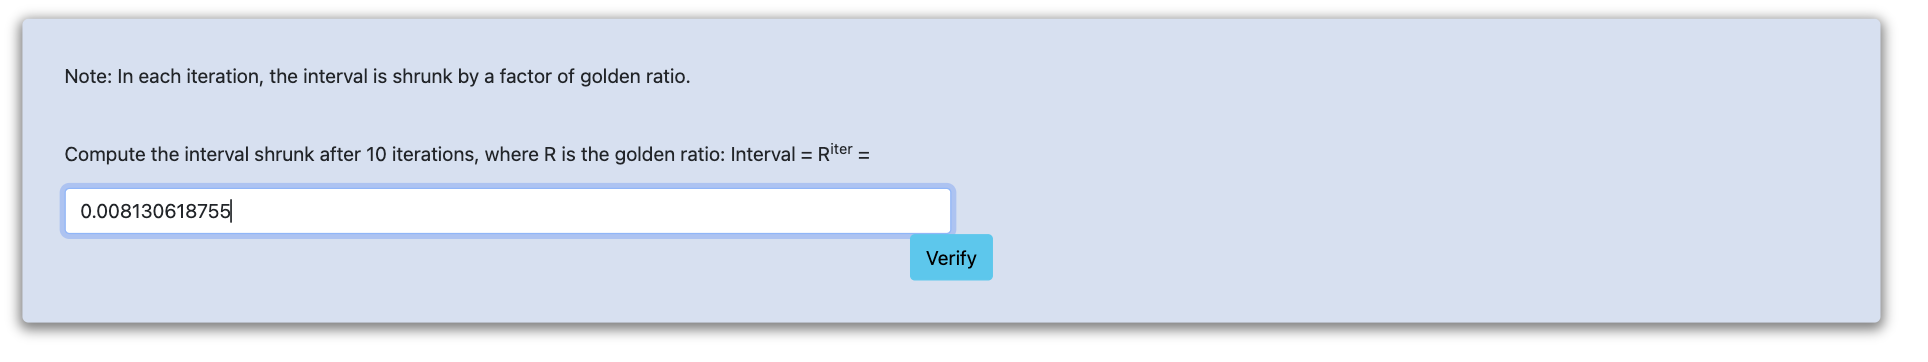 Note: In each iteration, the interval is shrunk by a factor of golden ratio.
Compute the interval shrunk after 10 iterations, where R is the golden ratio: Interval = R^iter =
0.008130618755
Verify